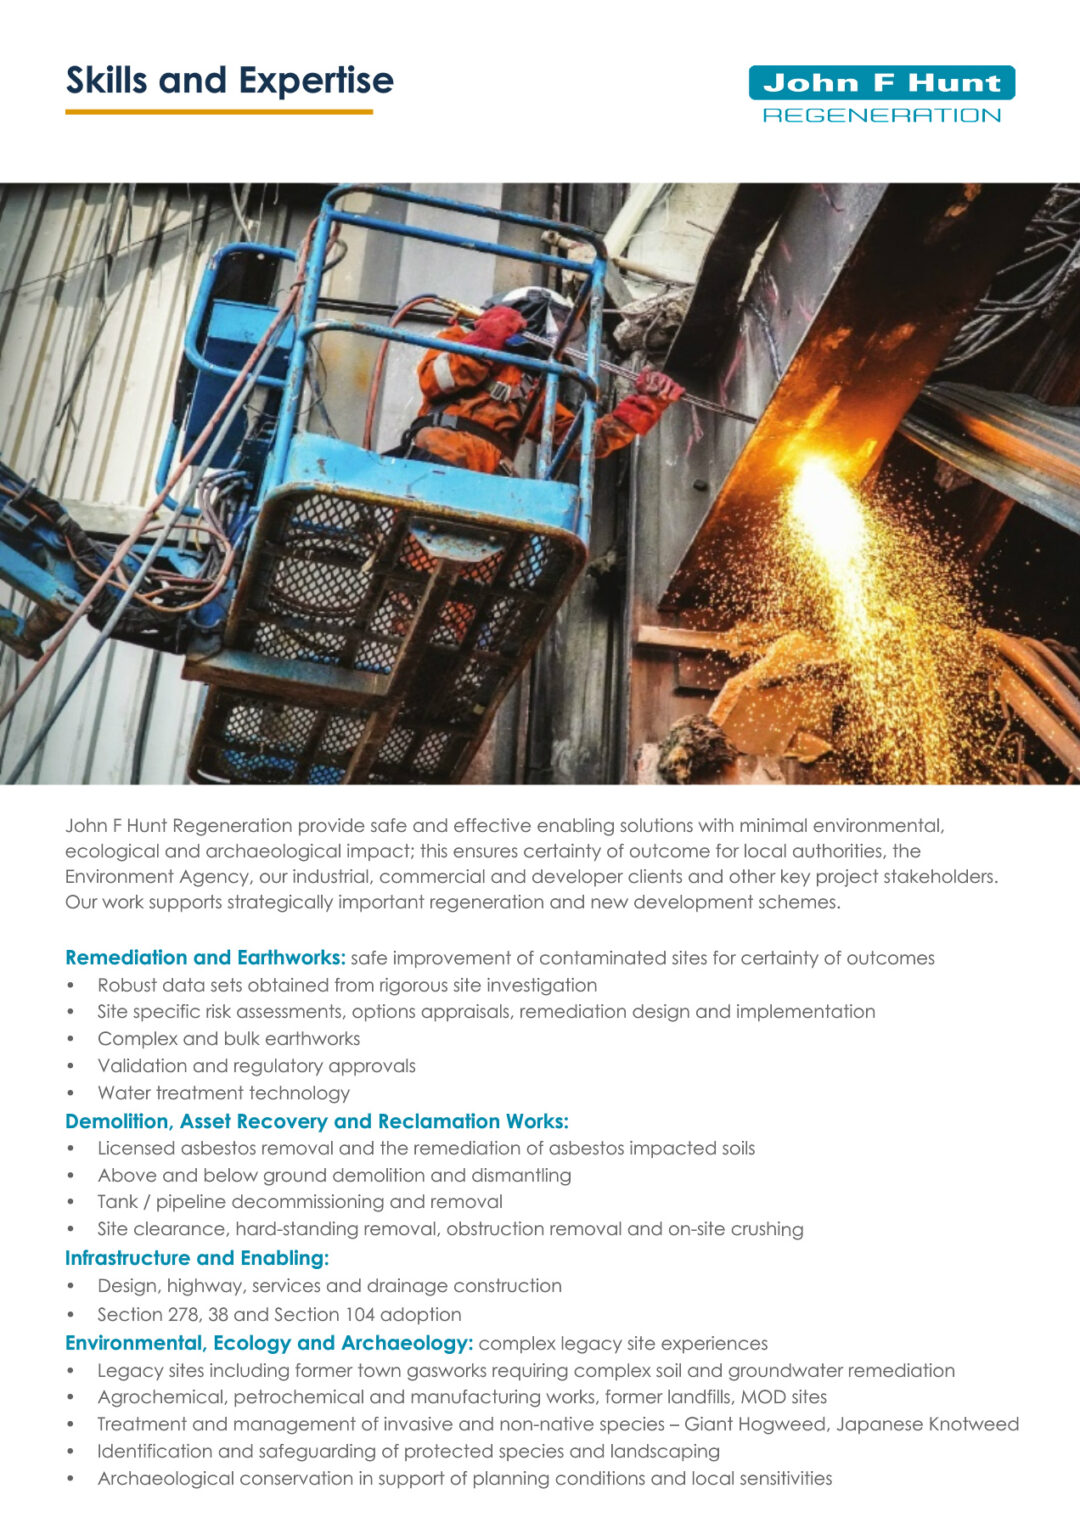 Skills and Expertise
John F Hunt
REGENERATION
John F Hunt Regeneration provide safe and effective enabling solutions with minimal environmental,
ecological and archaeological impact; this ensures certainty of outcome for local authorities, the
Environment Agency, our industrial, commercial and developer clients and other key project stakeholders.
Our work supports strategically important regeneration and new development schemes.
Remediation and Earthworks: safe improvement of contaminated sites for certainty of outcomes
• Robust data sets obtained from rigorous site investigation
• Site specific risk assessments, options appraisals, remediation design and implementation
• Complex and bulk earthworks
• Validation and regulatory approvals
• Water treatment technology
Demolition, Asset Recovery and Reclamation Works:
• Licensed asbestos removal and the remediation of asbestos impacted soils
• Above and below ground demolition and dismantling
• Tank / pipeline decommissioning and removal
• Site clearance, hard-standing removal, obstruction removal and on-site crushing
Infrastructure and Enabling:
• Design, highway, services and drainage construction
• Section 278, 38 and Section 104 adoption
Environmental, Ecology and Archaeology: complex legacy site experiences
• Legacy sites including former town gasworks requiring complex soil and groundwater remediation
• Agrochemical, petrochemical and manufacturing works, former landfills, MOD sites
• Treatment and management of invasive and non-native species – Giant Hogweed, Japanese Knotweed
• Identification and safeguarding of protected species and landscaping
• Archaeological conservation in support of planning conditions and local sensitivities